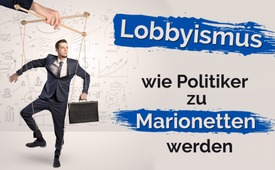 Lobbyismus
wie Politiker
zu
Marionetten
werden